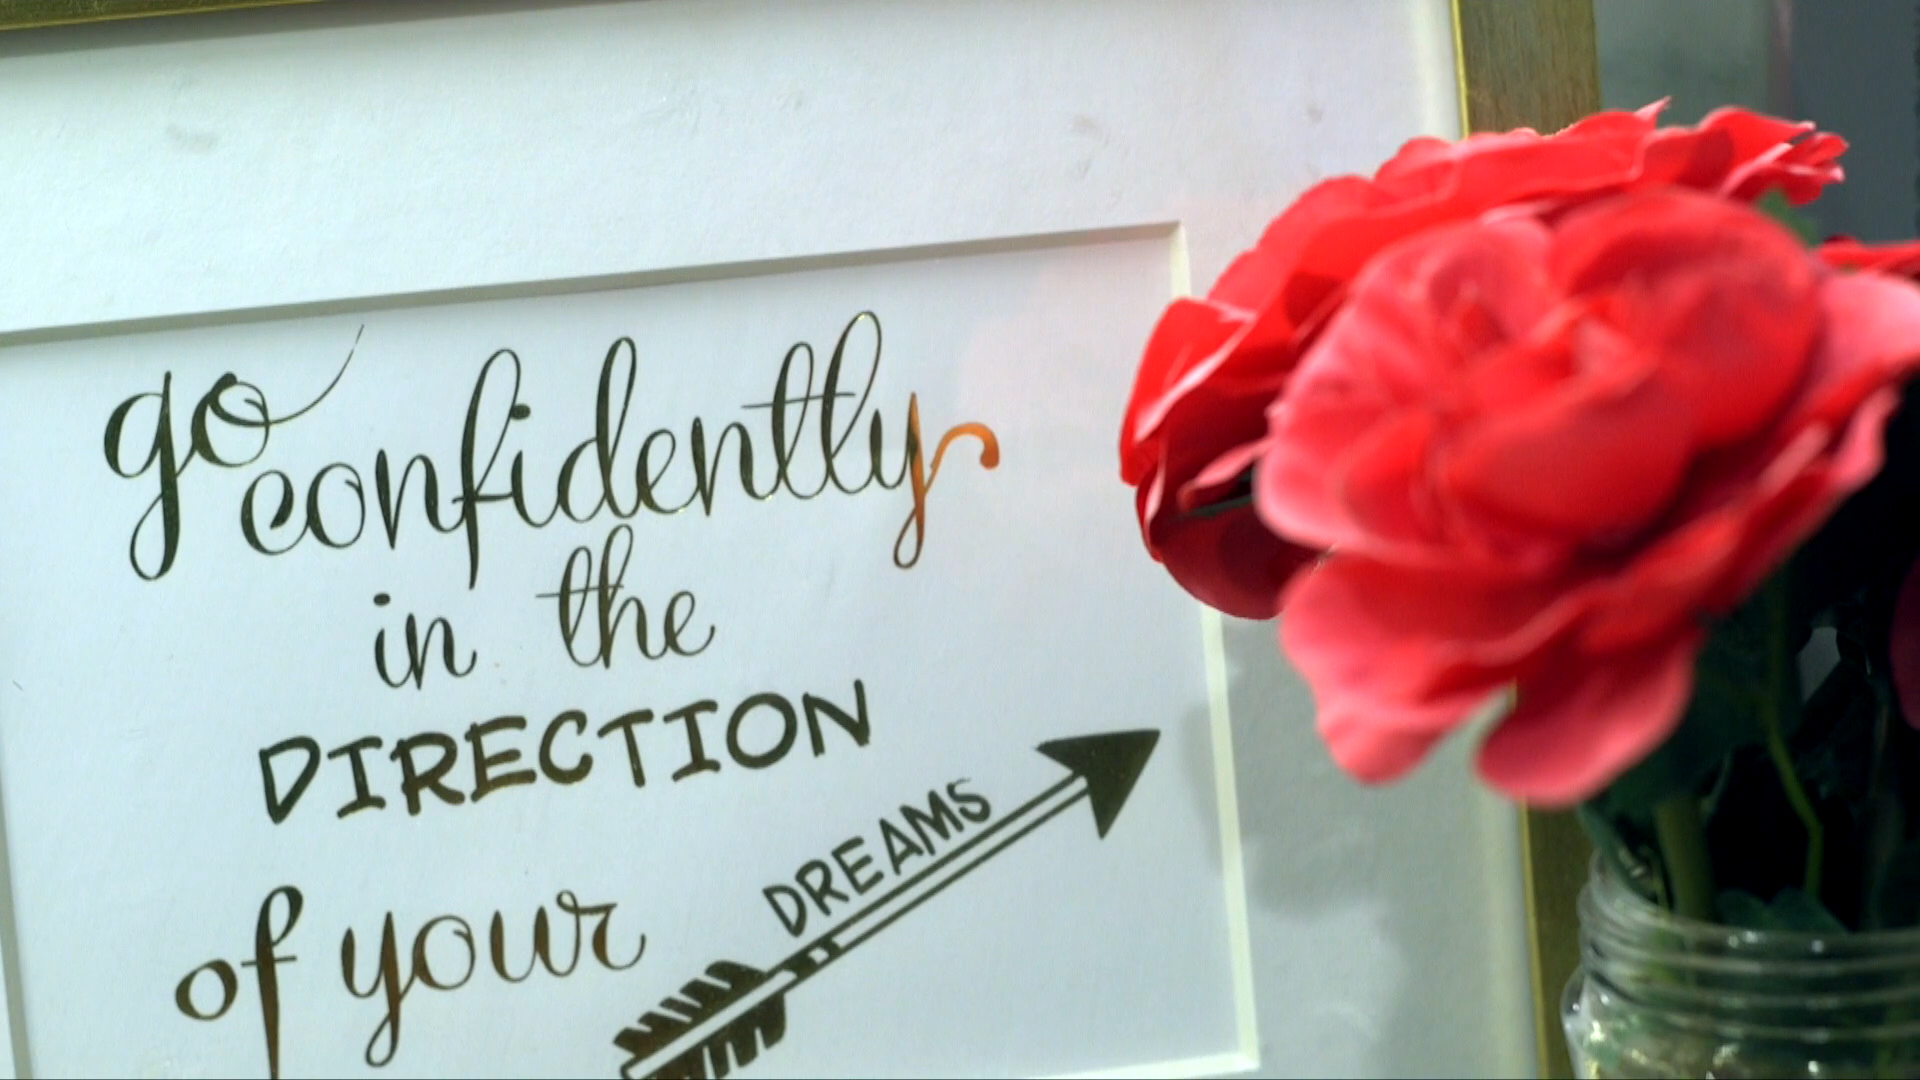 go
confidently
in the
DIRECTION
of your
DREAMS